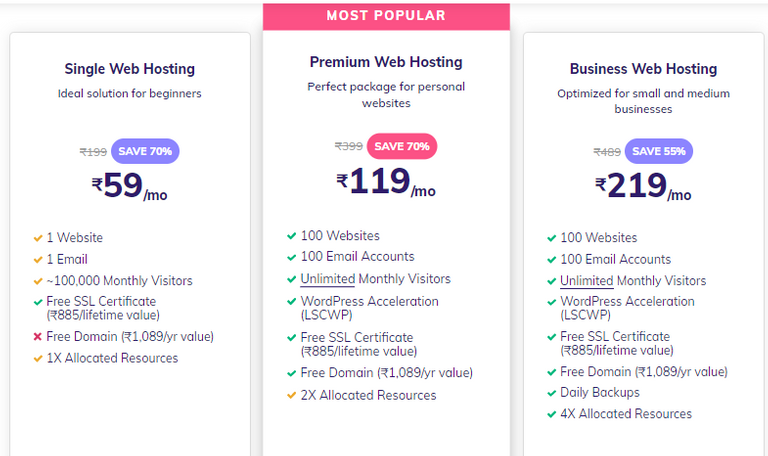 MOST POPULAR
Single Web Hosting
Ideal solution for beginners
₹199 SAVE 70%
₹59/mo
1 Website
1 Email
~100,000 Monthly Visitors
Free SSL Certificate
(₹885/lifetime value)
Free Domain (₹1,089/yr value)
1X Allocated Resources
Premium Web Hosting
Perfect package for personal
websites
₹399 SAVE 70%
₹119/mo
100 Websites
100 Email Accounts
Unlimited Monthly Visitors
WordPress Acceleration
(LSCWP)
Free SSL Certificate
(₹885/lifetime value)
Free Domain (₹1,089/yr value)
2X Allocated Resources
Business Web Hosting
Optimized for small and medium
businesses
₹489 SAVE 55%
₹219/mo
100 Websites
100 Email Accounts
Unlimited Monthly Visitors
WordPress Acceleration
(LSCWP)
Free SSL Certificate
(₹885/lifetime value)
Free Domain (₹1,089/yr value)
Daily Backups
4X Allocated Resources